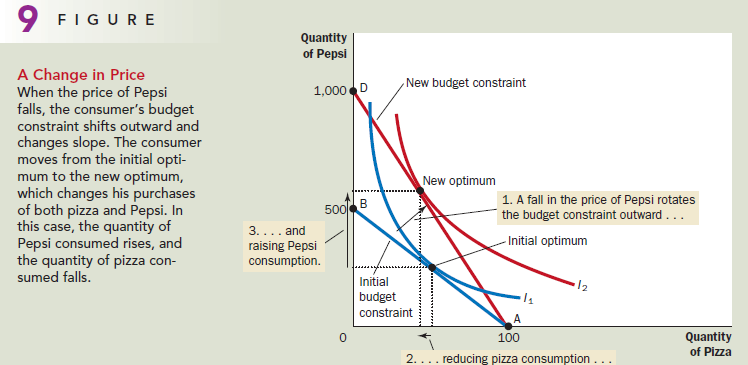 9 FIGURE
A Change in Price
When the price of Pepsi
falls, the consumer’s budget
constraint shifts outward and
changes slope. The consumer
moves from the initial opti-
mum to the new optimum,
which changes his purchases
of both pizza and Pepsi. In
this case, the quantity of
Pepsi consumed rises, and
the quantity of pizza con-
sumed falls.
Quantity
of Pepsi
1,000
D
New budget constraint
New optimum
500
B
1. A fall in the price of Pepsi rotates
the budget constraint outward . . .
3. . . . and
raising Pepsi
consumption.
Initial optimum
Initial
budget
constraint
I1
I2
A
0
100
Quantity
of Pizza
2. . . . reducing pizza consumption . . .